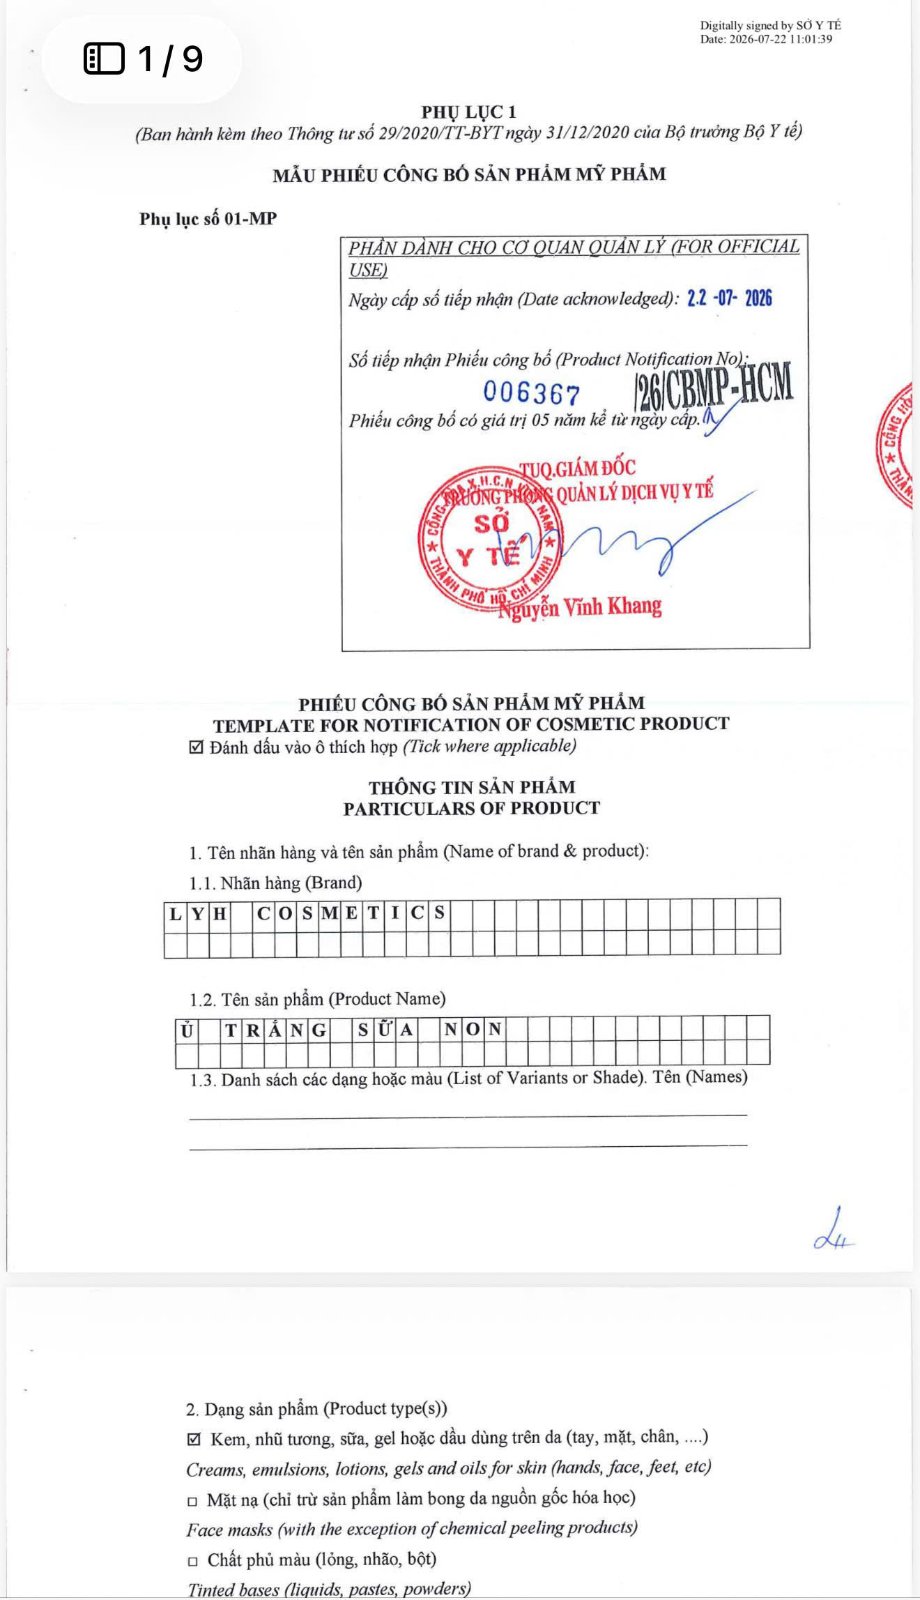 1/9
Digitally signed by SỞ Y TẾ
Date: 2026-07-22 11:01:39
PHỤ LỤC 1
(Ban hành kèm theo Thông tư số 29/2020/TT-BYT ngày 31/12/2020 của Bộ trưởng Bộ Y tế)
MẪU PHIẾU CÔNG BỐ SẢN PHẨM MỸ PHẨM
Phụ lục số 01-MP
PHẦN DÀNH CHO CƠ QUAN QUẢN LÝ (FOR OFFICIAL
USE)
Ngày cấp số tiếp nhận (Date acknowledged): 2.2 -07- 2026
Số tiếp nhận Phiếu công bố (Product Notification No):
006367 /26/CBMP-HCM
Phiếu công bố có giá trị 05 năm kể từ ngày cấp.
TUQ.GIÁM ĐỐC
TRƯỞNG PHÒNG QUẢN LÝ DỊCH VỤ Y TẾ
SỞ
Y TẾ
THÀNH PHỐ HỒ CHÍ MINH
Nguyễn Vĩnh Khang
PHIẾU CÔNG BỐ SẢN PHẨM MỸ PHẨM
TEMPLATE FOR NOTIFICATION OF COSMETIC PRODUCT
☑ Đánh dấu vào ô thích hợp (Tick where applicable)
THÔNG TIN SẢN PHẨM
PARTICULARS OF PRODUCT
1. Tên nhãn hàng và tên sản phẩm (Name of brand & product):
1.1. Nhãn hàng (Brand)
LYH COSMETICS
1.2. Tên sản phẩm (Product Name)
Ủ TRẮNG SỮA NON
1.3. Danh sách các dạng hoặc màu (List of Variants or Shade). Tên (Names)
2. Dạng sản phẩm (Product type(s))
☑ Kem, nhũ tương, sữa, gel hoặc dầu dùng trên da (tay, mặt, chân, ....)
Creams, emulsions, lotions, gels and oils for skin (hands, face, feet, etc)
□ Mặt nạ (chỉ trừ sản phẩm làm bong da nguồn gốc hóa học)
Face masks (with the exception of chemical peeling products)
□ Chất phủ màu (lỏng, nhão, bột)
Tinted bases (liquids, pastes, powders)